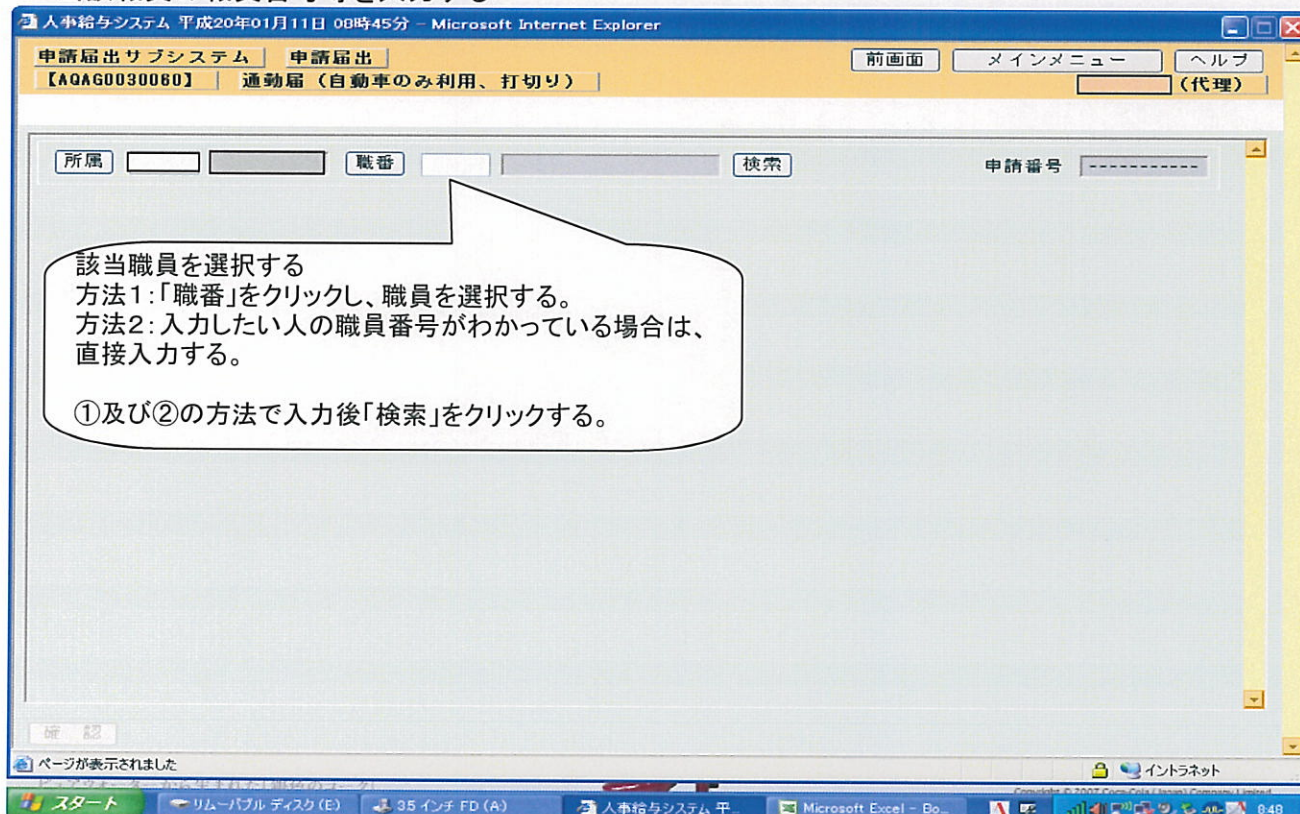 人事給与システム 平成20年01月11日 08時45分 - Microsoft Internet Explorer
申請届出サブシステム 申請届出 前画面 メインメニュー ヘルプ
【AQAG0030060】 通勤届（自動車のみ利用、打切り） (代理)
所属 職番 検索 申請番号 -----------
該当職員を選択する
方法1：「職番」をクリックし、職員を選択する。
方法2：入力したい人の職員番号がわかっている場合は、
直接入力する。
①及び②の方法で入力後「検索」をクリックする。
確認
ページが表示されました イントラネット
Copyright © 2007 Coca-Cola (Japan) Company Limited
スタート リムーバブル ディスク (E:) 35 インチ FD (A:) 人事給与システム 平... Microsoft Excel - Bo... 8:48